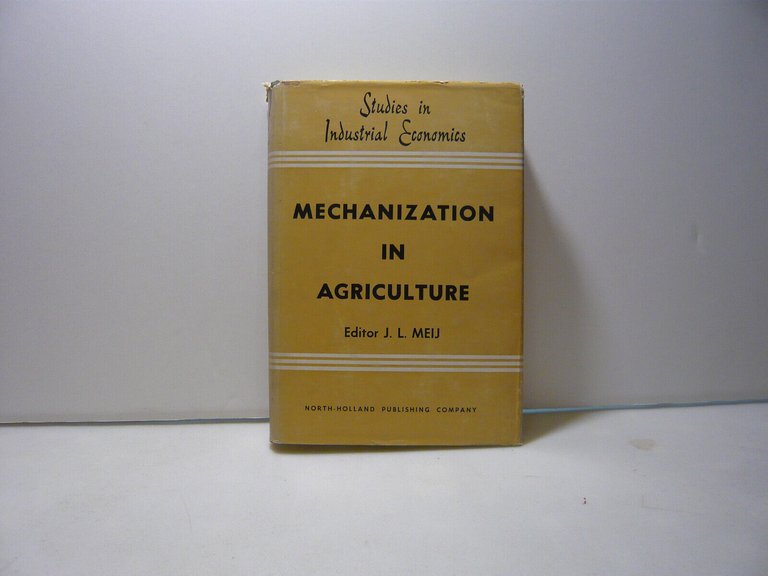 Studies in
Industrial Economics
MECHANIZATION
IN
AGRICULTURE
Editor J. L. MEIJ
NORTH-HOLLAND PUBLISHING COMPANY